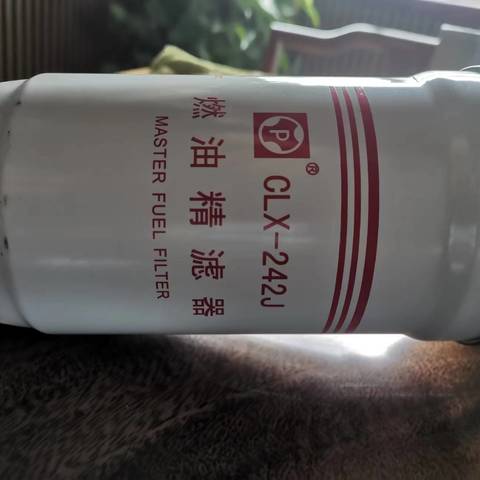 P®
CLX-242J
燃油精滤器
MASTER FUEL FILTER